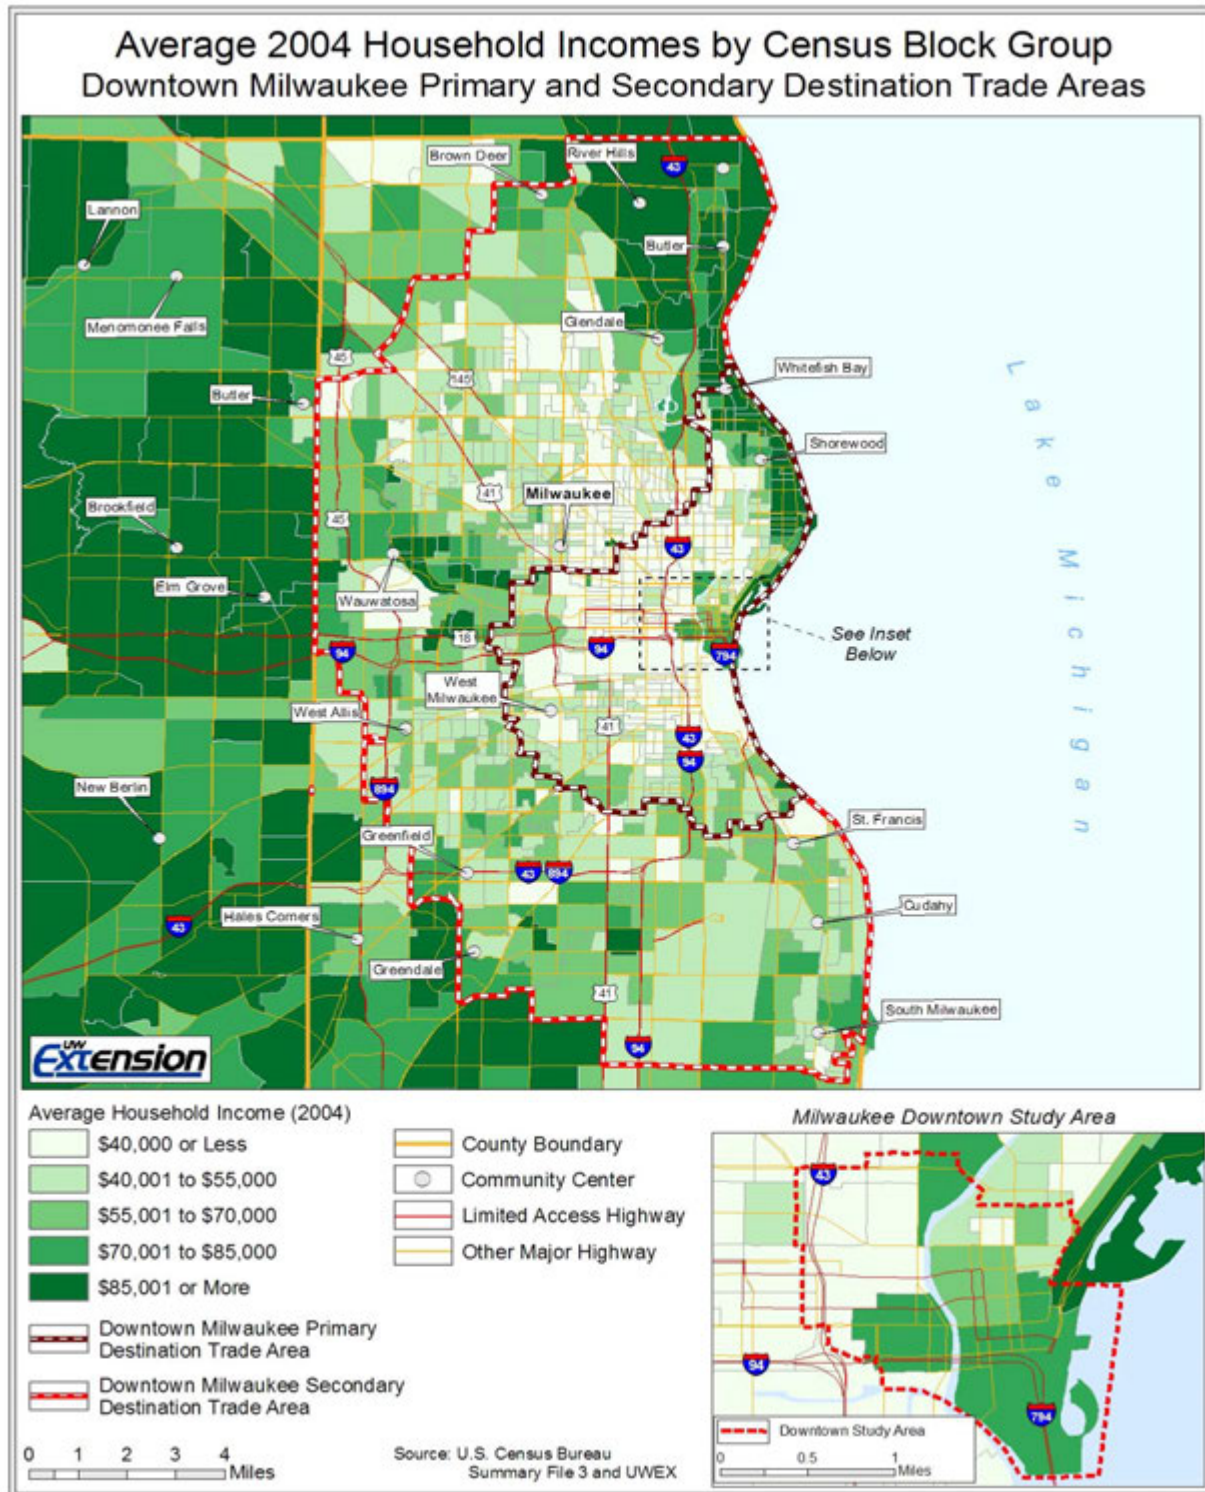 Average 2004 Household Incomes by Census Block Group
Downtown Milwaukee Primary and Secondary Destination Trade Areas
Brown Deer
River Hills
43
Lannon
Butler
Menomonee Falls
Glendale
45
145
Whitefish Bay
Butler
Shorewood
41
Milwaukee
Brookfield
45
43
Elm Grove
Wauwatosa
18
See Inset
Below
94
94
794
West
Milwaukee
West Allis
41
43
94
New Berlin
894
St. Francis
Greenfield
43
894
Cudahy
Hales Corners
43
Greendale
41
South Milwaukee
94
Lake Michigan
UW
Extension
Average Household Income (2004)
$40,000 or Less
$40,001 to $55,000
$55,001 to $70,000
$70,001 to $85,000
$85,001 or More
Downtown Milwaukee Primary
Destination Trade Area
Downtown Milwaukee Secondary
Destination Trade Area
County Boundary
Community Center
Limited Access Highway
Other Major Highway
0 1 2 3 4
Miles
Source: U.S. Census Bureau
Summary File 3 and UWEX
Milwaukee Downtown Study Area
43
94
794
Downtown Study Area
0 0.5 1
Miles